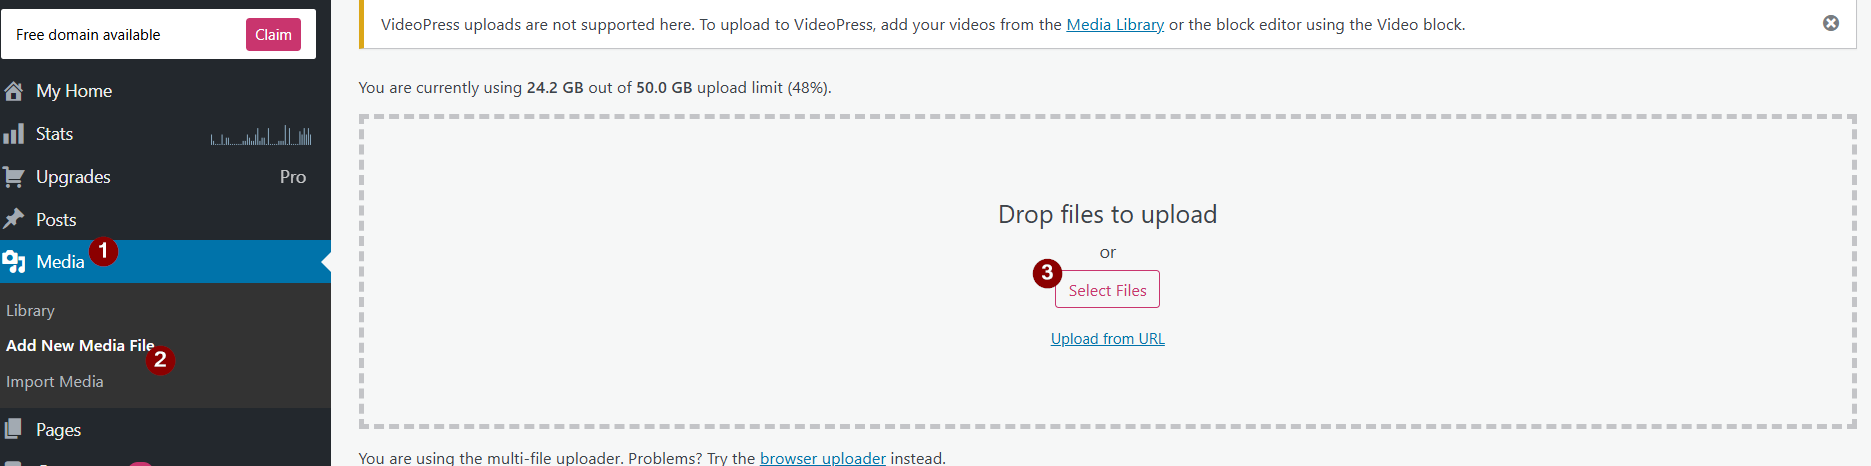 Free domain available Claim
My Home
Stats
Upgrades Pro
Posts
Media 1
Library
Add New Media File 2
Import Media
Pages
VideoPress uploads are not supported here. To upload to VideoPress, add your videos from the Media Library or the block editor using the Video block.
You are currently using 24.2 GB out of 50.0 GB upload limit (48%).
Drop files to upload
or
3 Select Files
Upload from URL
You are using the multi-file uploader. Problems? Try the browser uploader instead.